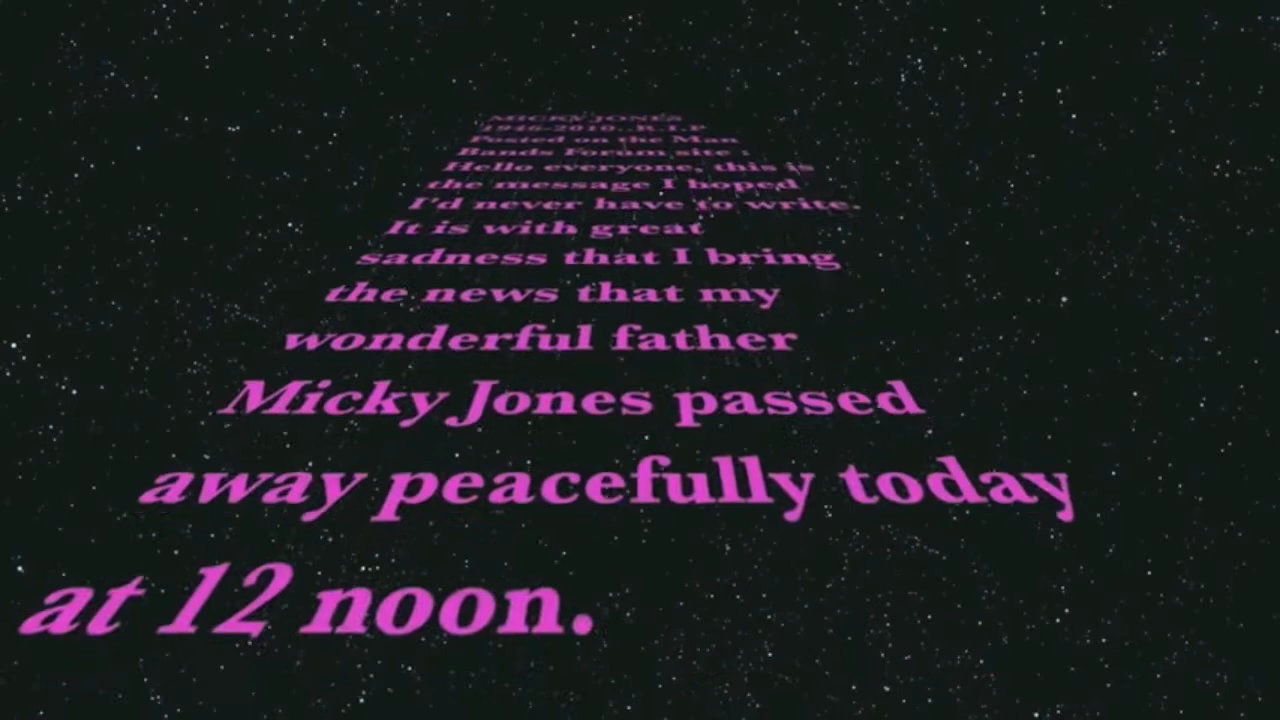 MICKY JONES
1946-2010. R.I.P
Posted on the Man
Bands Forum site :
Hello everyone, this is
the message I hoped
I'd never have to write.
It is with great
sadness that I bring
the news that my
wonderful father
Micky Jones passed
away peacefully today
at 12 noon.